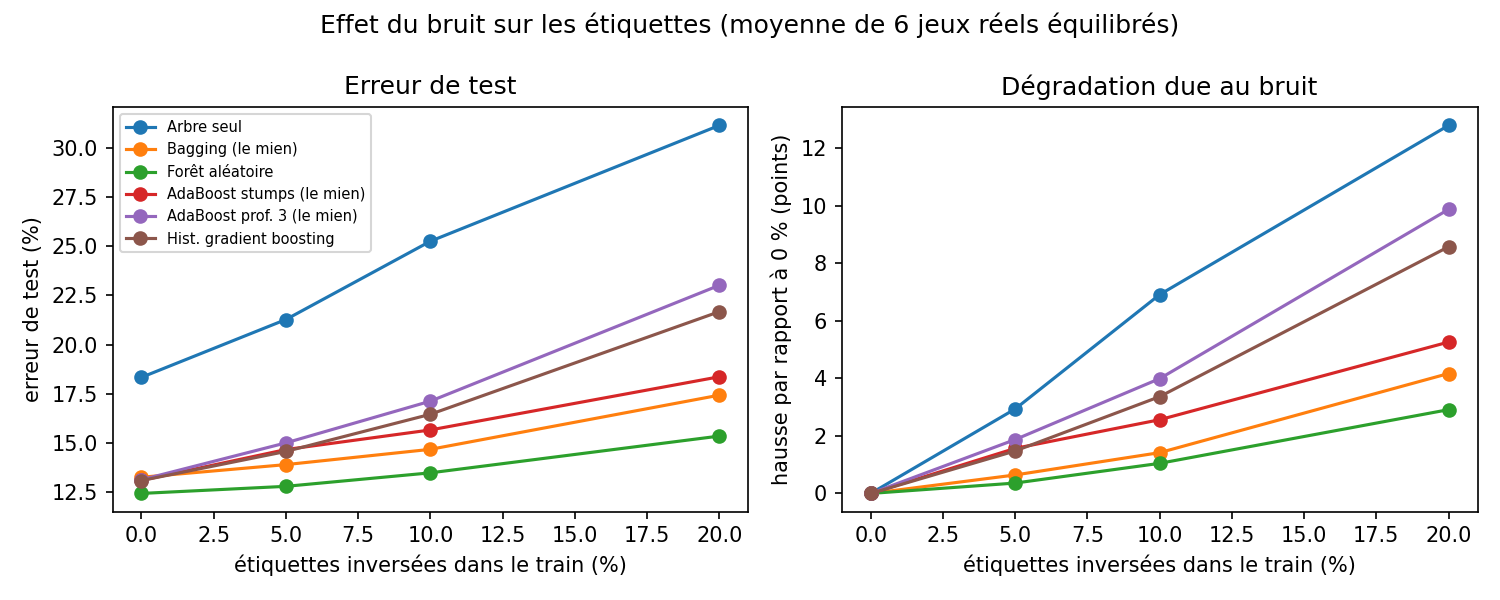 Effet du bruit sur les étiquettes (moyenne de 6 jeux réels équilibrés)
Erreur de test
erreur de test (%)
30.0
27.5
25.0
22.5
20.0
17.5
15.0
12.5
Arbre seul
Bagging (le mien)
Forêt aléatoire
AdaBoost stumps (le mien)
AdaBoost prof. 3 (le mien)
Hist. gradient boosting
0.0 2.5 5.0 7.5 10.0 12.5 15.0 17.5 20.0
étiquettes inversées dans le train (%)
Dégradation due au bruit
hausse par rapport à 0 % (points)
12
10
8
6
4
2
0
0.0 2.5 5.0 7.5 10.0 12.5 15.0 17.5 20.0
étiquettes inversées dans le train (%)